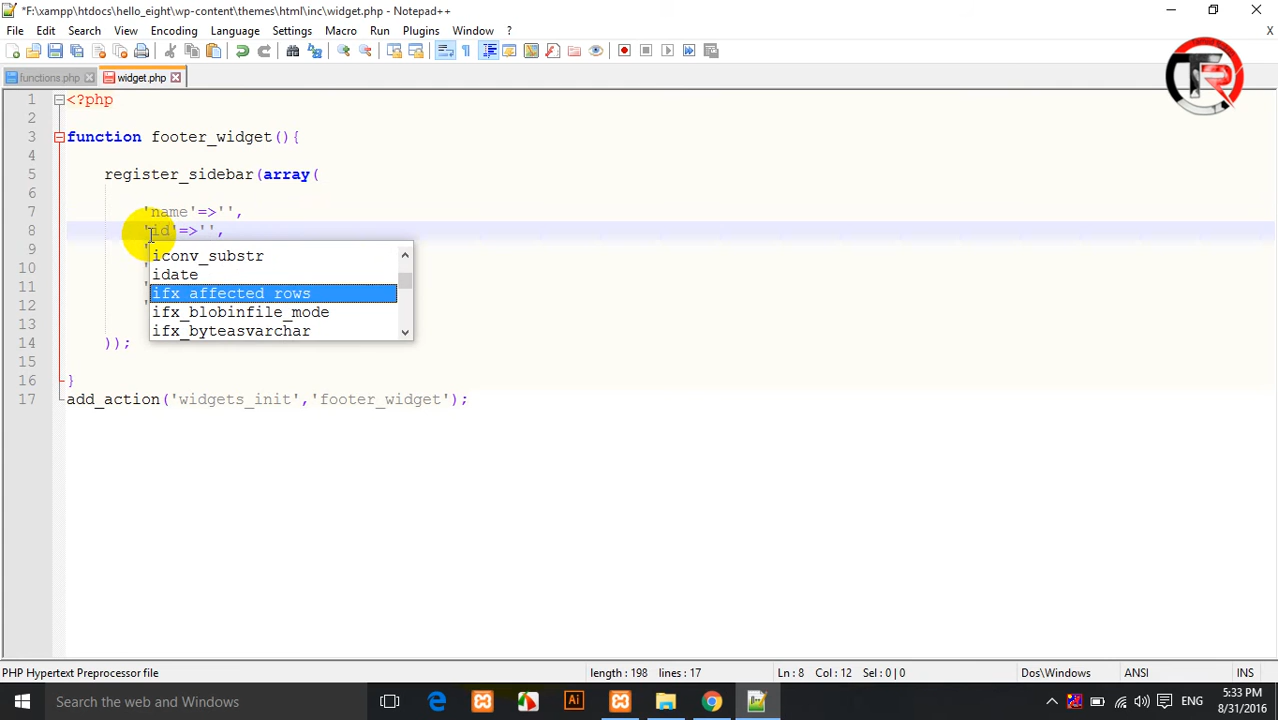 *F:\xampp\htdocs\hello_eight\wp-content\themes\html\inc\widget.php - Notepad++
File Edit Search View Encoding Language Settings Macro Run Plugins Window ?
X
functions.php widget.php
TR
1 <?php
2
3 function footer_widget(){
4
5 register_sidebar(array(
6
7 'name'=>'',
8 'id'=>'',
9 '
10 '
11 '
12 '
13
14 ));
15
16 }
17 add_action('widgets_init','footer_widget');
iconv_substr
idate
ifx_affected_rows
ifx_blobinfile_mode
ifx_byteasvarchar
PHP Hypertext Preprocessor file length : 198 lines : 17 Ln : 8 Col : 12 Sel : 0 | 0 Dos\Windows ANSI INS
Search the web and Windows
Ai
ENG
5:33 PM
8/31/2016